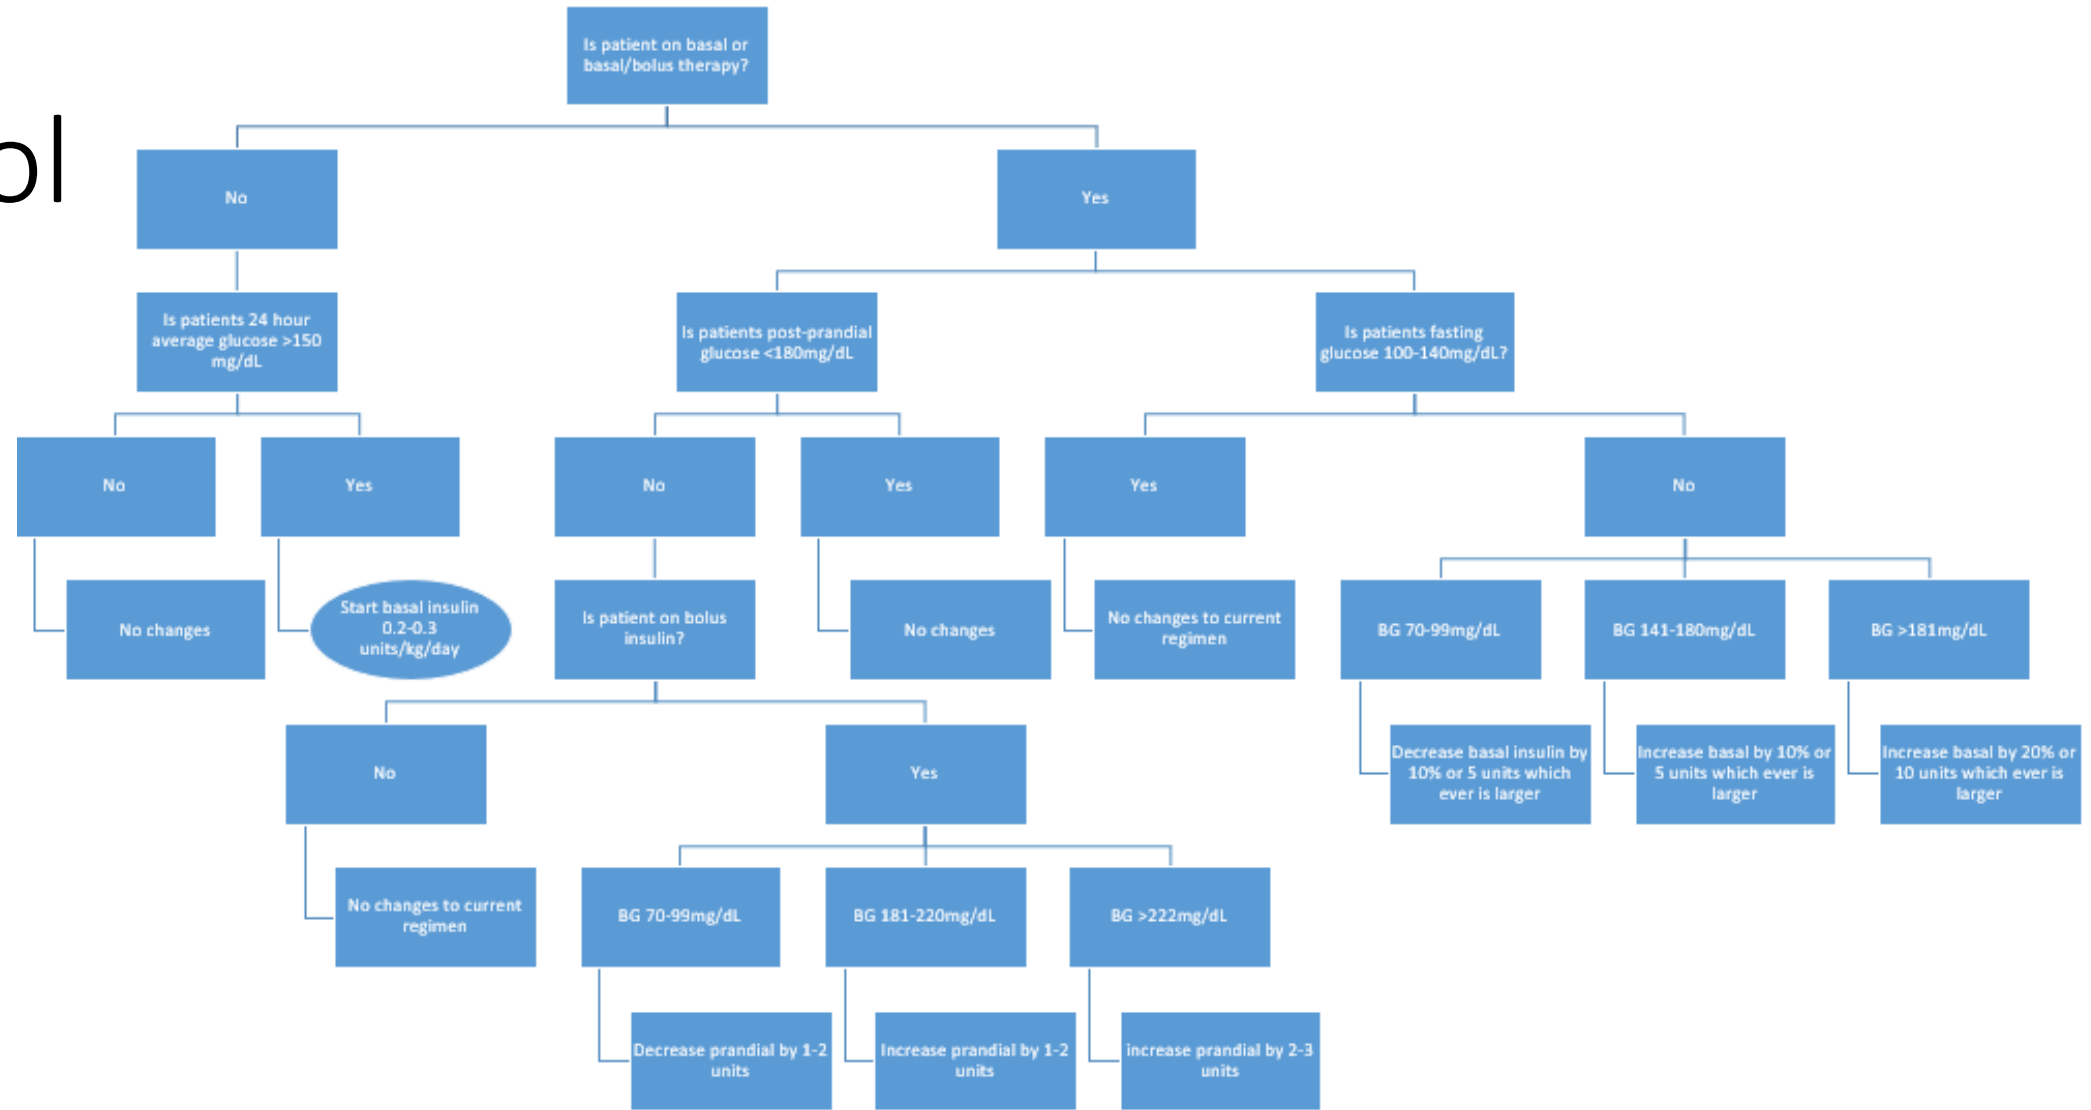 Is patient on basal or
basal/bolus therapy?
ol
No
Yes
Is patients 24 hour
average glucose >150
mg/dL
Is patients post-prandial
glucose <180mg/dL
Is patients fasting
glucose 100-140mg/dL?
No
Yes
No
Yes
Yes
No
No changes
Start basal insulin
0.2-0.3
units/kg/day
Is patient on bolus
insulin?
No changes
No changes to current
regimen
BG 70-99mg/dL
BG 141-180mg/dL
BG >181mg/dL
No
Yes
Decrease basal insulin by
10% or 5 units which
ever is larger
Increase basal by 10% or
5 units which ever is
larger
Increase basal by 20% or
10 units which ever is
larger
No changes to current
regimen
BG 70-99mg/dL
BG 181-220mg/dL
BG >222mg/dL
Decrease prandial by 1-2
units
Increase prandial by 1-2
units
increase prandial by 2-3
units